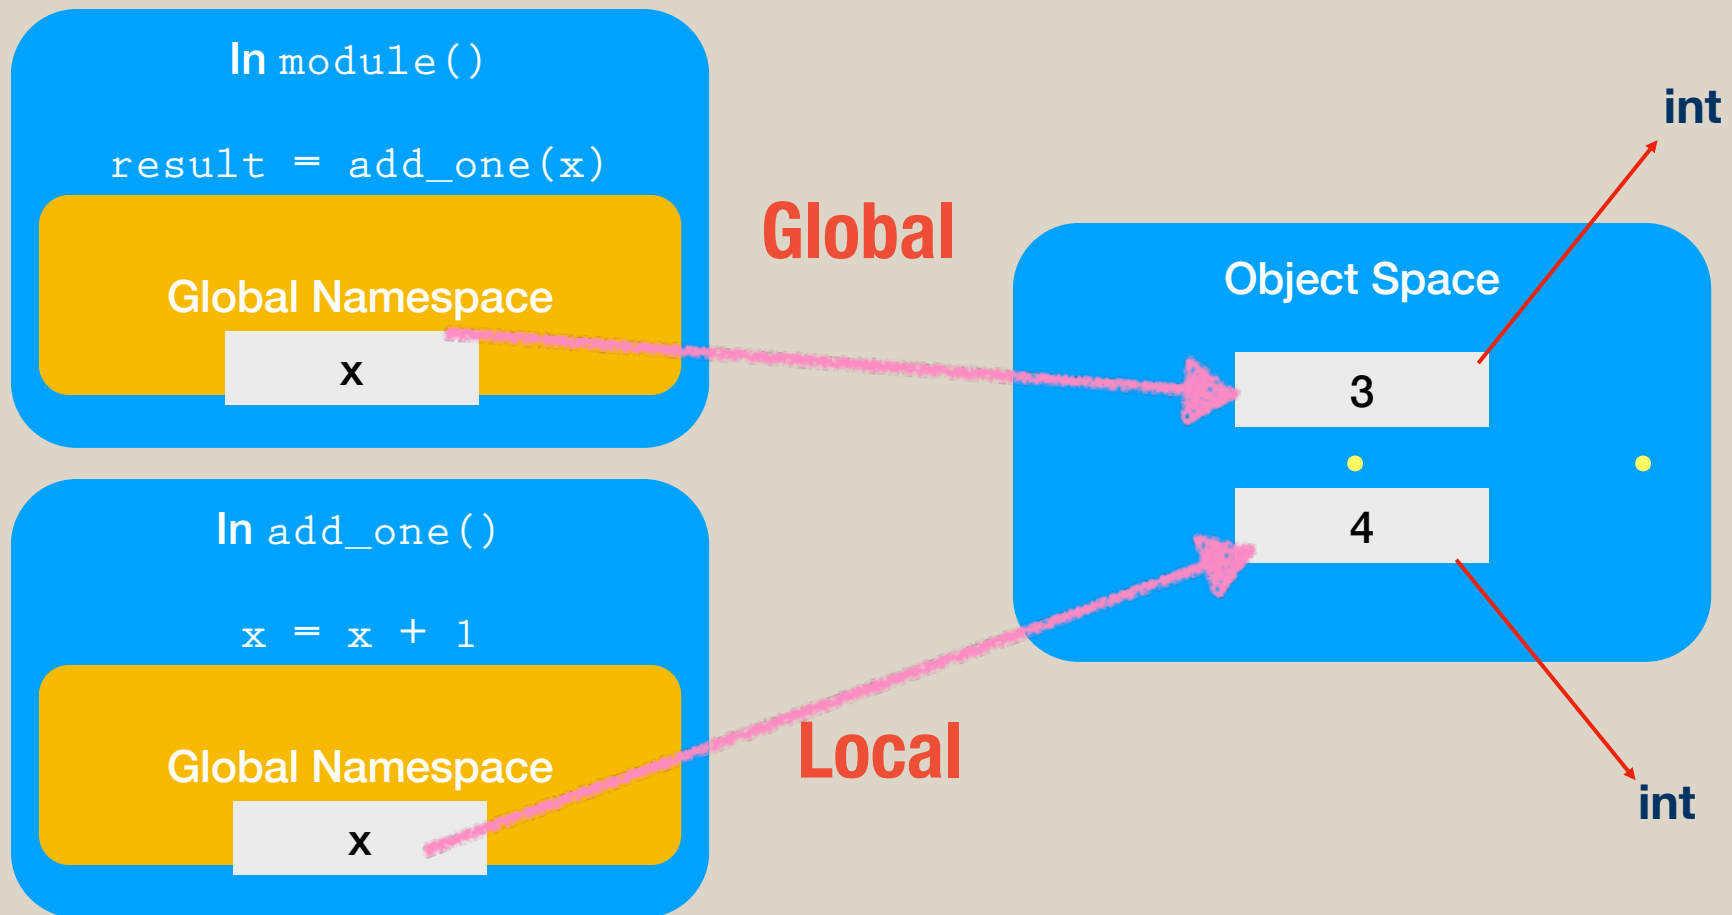 In module()
result = add_one(x)
Global Namespace
x
Global
In add_one()
x = x + 1
Global Namespace
x
Local
Object Space
3
4
int
int